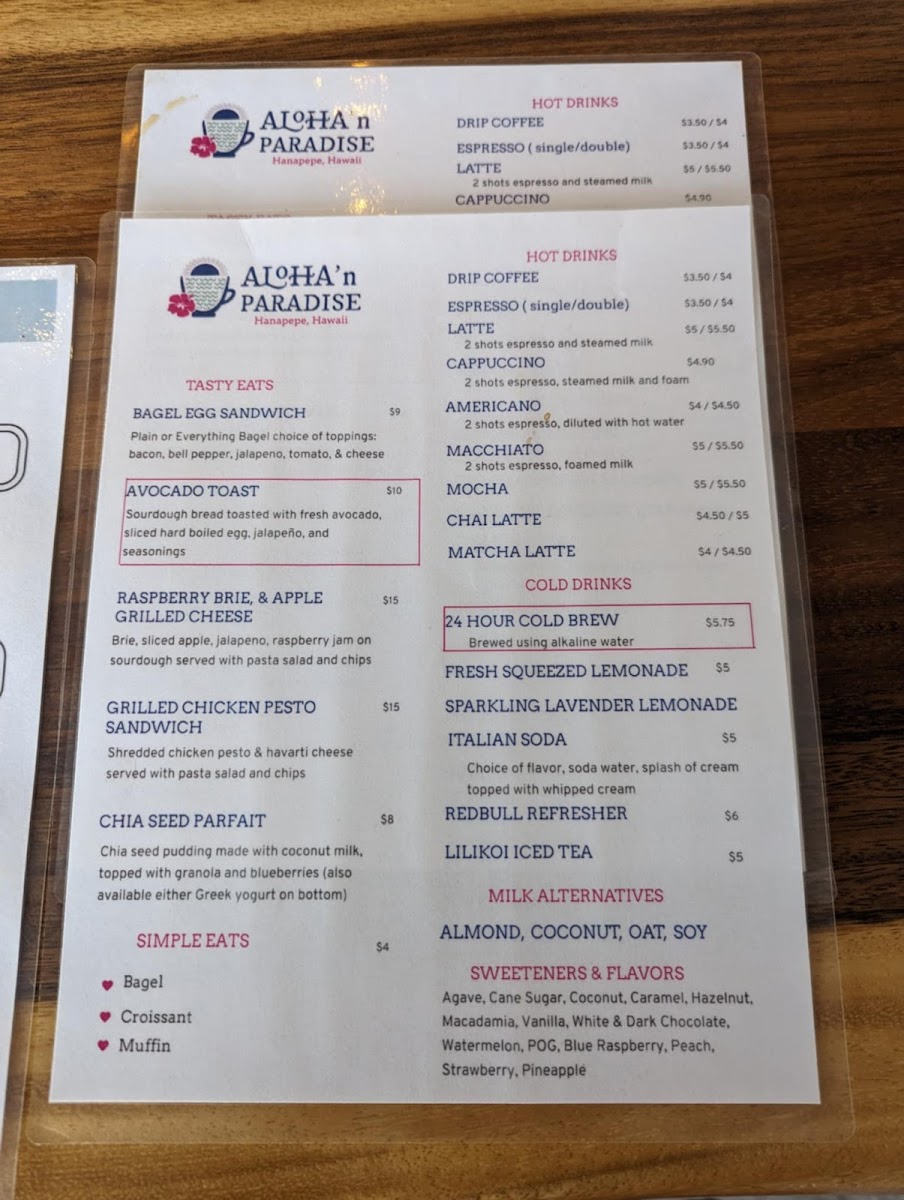 ALOHA'n
PARADISE
Hanapepe, Hawaii
HOT DRINKS
DRIP COFFEE $3.50 / $4
ESPRESSO ( single/double) $3.50 / $4
LATTE $5 / $5.50
2 shots espresso and steamed milk
CAPPUCCINO $4.90
ALOHA'n
PARADISE
Hanapepe, Hawaii
TASTY EATS
BAGEL EGG SANDWICH $9
Plain or Everything Bagel choice of toppings:
bacon, bell pepper, jalapeno, tomato, & cheese
AVOCADO TOAST $10
Sourdough bread toasted with fresh avocado,
sliced hard boiled egg, jalapeño, and
seasonings
RASPBERRY BRIE, & APPLE $15
GRILLED CHEESE
Brie, sliced apple, jalapeno, raspberry jam on
sourdough served with pasta salad and chips
GRILLED CHICKEN PESTO $15
SANDWICH
Shredded chicken pesto & havarti cheese
served with pasta salad and chips
CHIA SEED PARFAIT $8
Chia seed pudding made with coconut milk,
topped with granola and blueberries (also
available either Greek yogurt on bottom)
SIMPLE EATS $4
Bagel
Croissant
Muffin
HOT DRINKS
DRIP COFFEE $3.50 / $4
ESPRESSO ( single/double) $3.50 / $4
LATTE $5 / $5.50
2 shots espresso and steamed milk
CAPPUCCINO $4.90
2 shots espresso, steamed milk and foam
AMERICANO $4 / $4.50
2 shots espresso, diluted with hot water
MACCHIATO $5 / $5.50
2 shots espresso, foamed milk
MOCHA $5 / $5.50
CHAI LATTE $4.50 / $5
MATCHA LATTE $4 / $4.50
COLD DRINKS
24 HOUR COLD BREW $5.75
Brewed using alkaline water
FRESH SQUEEZED LEMONADE $5
SPARKLING LAVENDER LEMONADE
ITALIAN SODA $5
Choice of flavor, soda water, splash of cream
topped with whipped cream
REDBULL REFRESHER $6
LILIKOI ICED TEA $5
MILK ALTERNATIVES
ALMOND, COCONUT, OAT, SOY
SWEETENERS & FLAVORS
Agave, Cane Sugar, Coconut, Caramel, Hazelnut,
Macadamia, Vanilla, White & Dark Chocolate,
Watermelon, POG, Blue Raspberry, Peach,
Strawberry, Pineapple